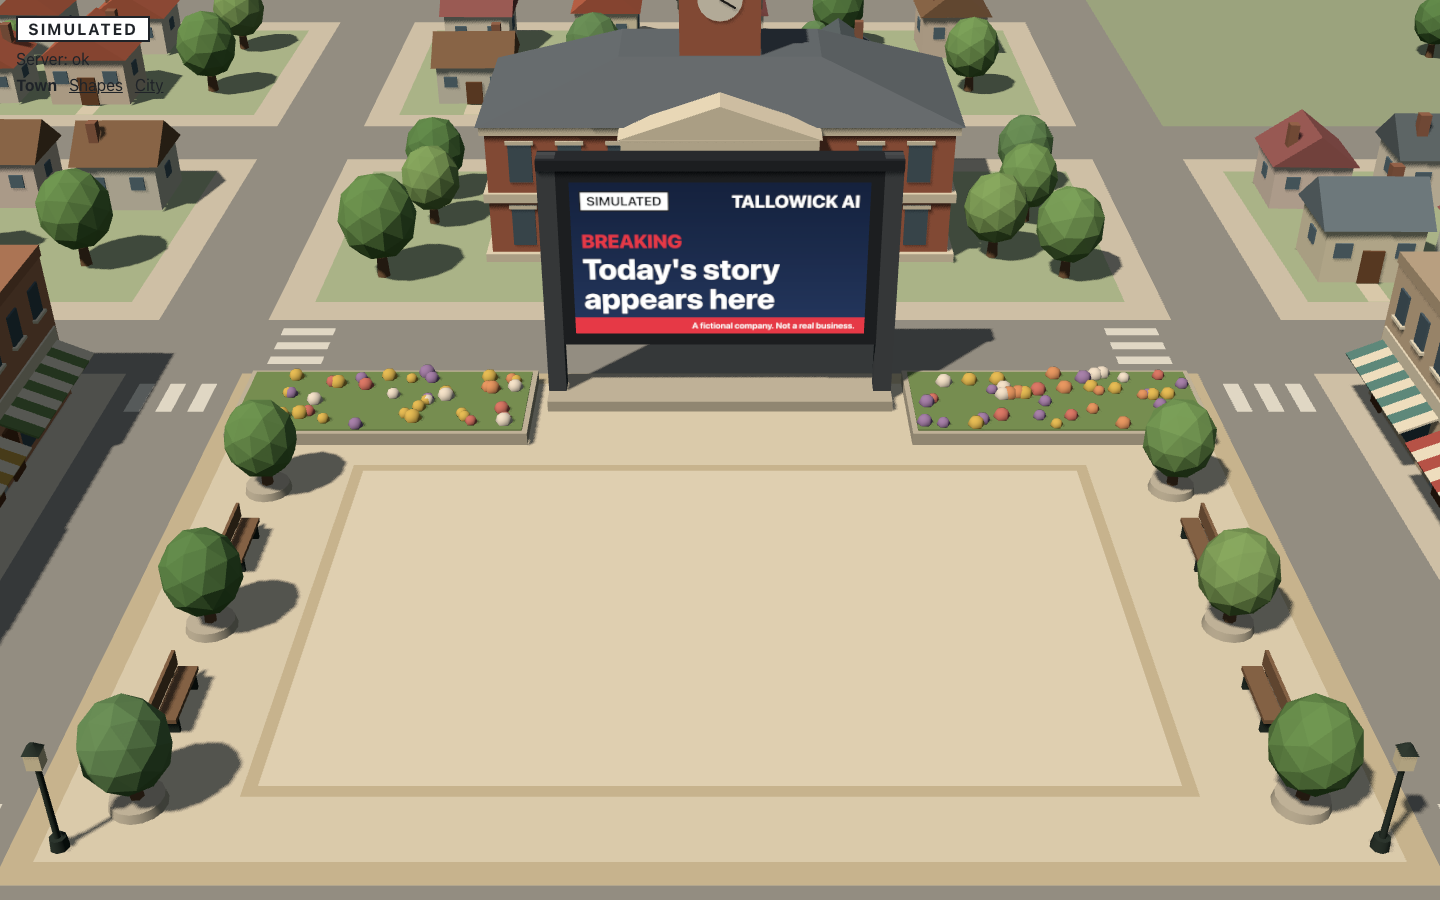 SIMULATED
Server: ok
Town Shapes City
SIMULATED TALLOWICK AI
BREAKING
Today's story
appears here
A fictional company. Not a real business.